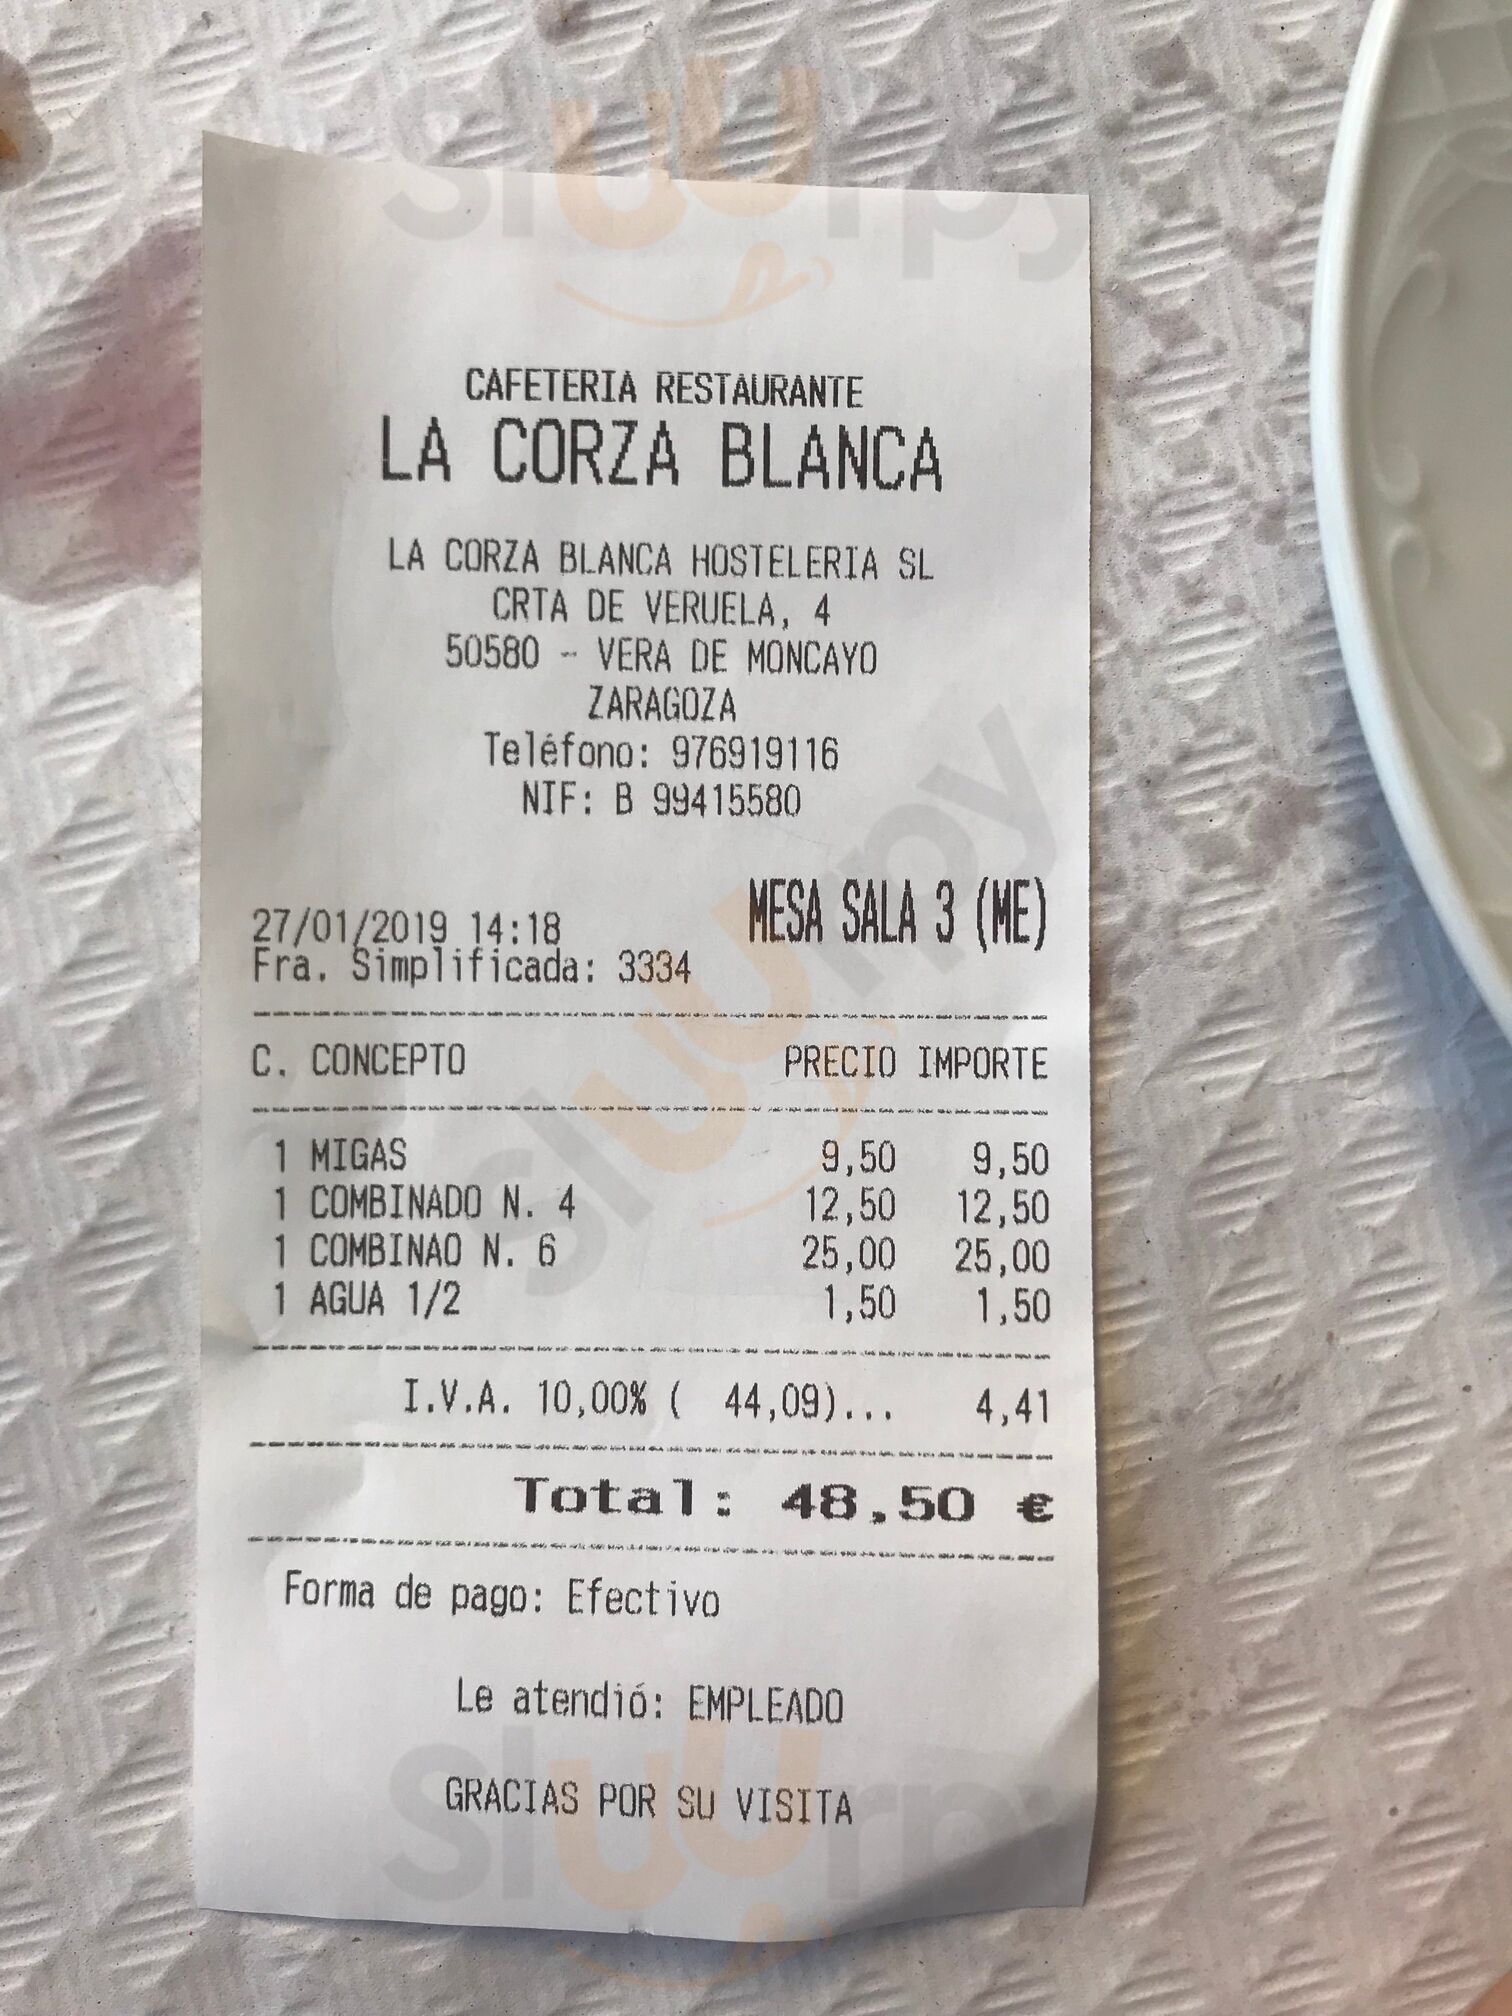 CAFETERIA RESTAURANTE
LA CORZA BLANCA
LA CORZA BLANCA HOSTELERIA SL
CRTA DE VERUELA, 4
50580 - VERA DE MONCAYO
ZARAGOZA
Teléfono: 976919116
NIF: B 99415580
MESA SALA 3 (ME)
27/01/2019 14:18
Fra. Simplificada: 3334
C. CONCEPTO PRECIO IMPORTE
1 MIGAS 9,50 9,50
1 COMBINADO N. 4 12,50 12,50
1 COMBINAO N. 6 25,00 25,00
1 AGUA 1/2 1,50 1,50
I.V.A. 10,00% ( 44,09)... 4,41
Total: 48,50 €
Forma de pago: Efectivo
Le atendió: EMPLEADO
GRACIAS POR SU VISITA
sluurpy
sluurpy
sluurpy